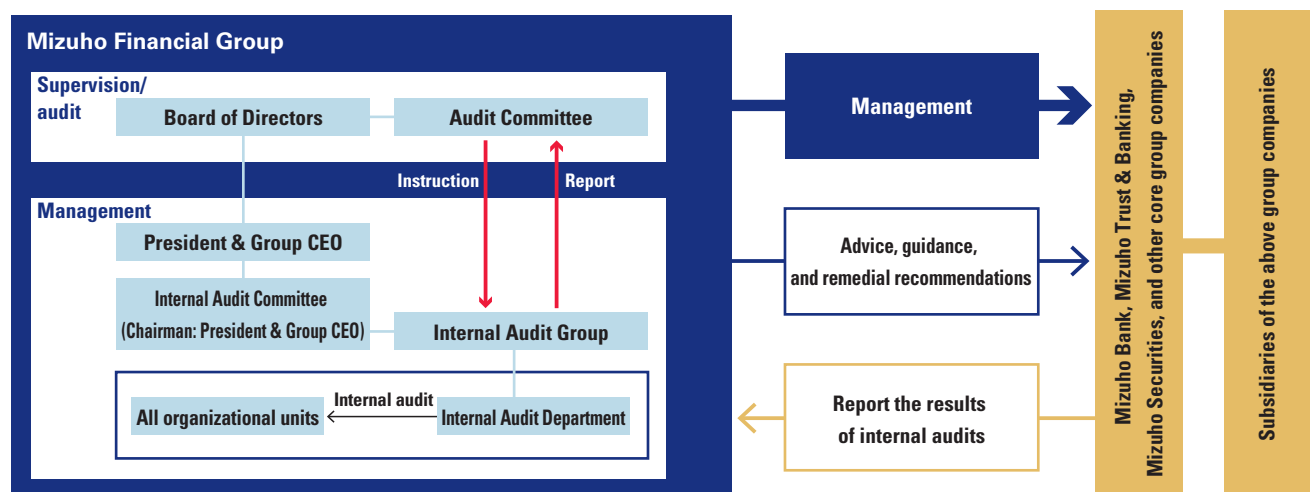 Mizuho Financial Group
Supervision/
audit
Board of Directors
Audit Committee
Instruction
Report
Management
President & Group CEO
Internal Audit Committee
(Chairman: President & Group CEO)
Internal Audit Group
All organizational units
Internal audit
Internal Audit Department
Management
Advice, guidance,
and remedial recommendations
Report the results
of internal audits
Mizuho Bank, Mizuho Trust & Banking,
Mizuho Securities, and other core group companies
Subsidiaries of the above group companies